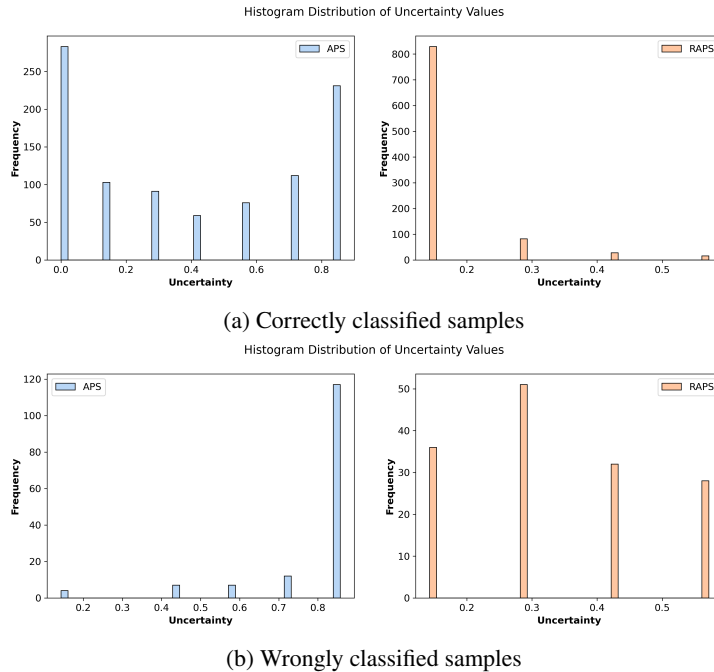 Histogram Distribution of Uncertainty Values
APS
RAPS
Frequency
250
200
150
100
50
0
0.0 0.2 0.4 0.6 0.8
Uncertainty
Frequency
800
700
600
500
400
300
200
100
0
0.2 0.3 0.4 0.5
Uncertainty
(a) Correctly classified samples
Histogram Distribution of Uncertainty Values
APS
RAPS
Frequency
120
100
80
60
40
20
0
0.2 0.3 0.4 0.5 0.6 0.7 0.8
Uncertainty
Frequency
50
40
30
20
10
0
0.2 0.3 0.4 0.5
Uncertainty
(b) Wrongly classified samples